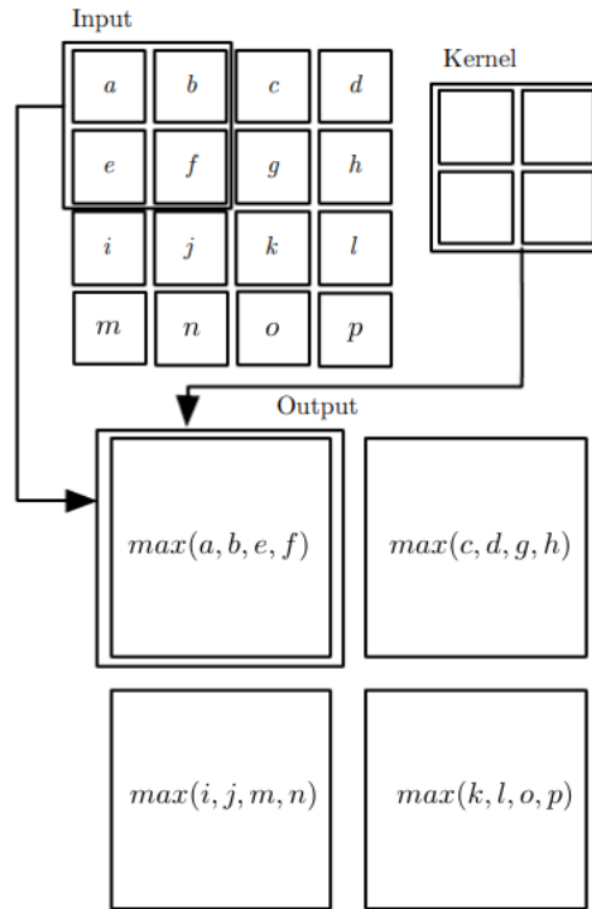 Input
Kernel
a b c d
e f g h
i j k l
m n o p
Output
max(a, b, e, f) max(c, d, g, h)
max(i, j, m, n) max(k, l, o, p)